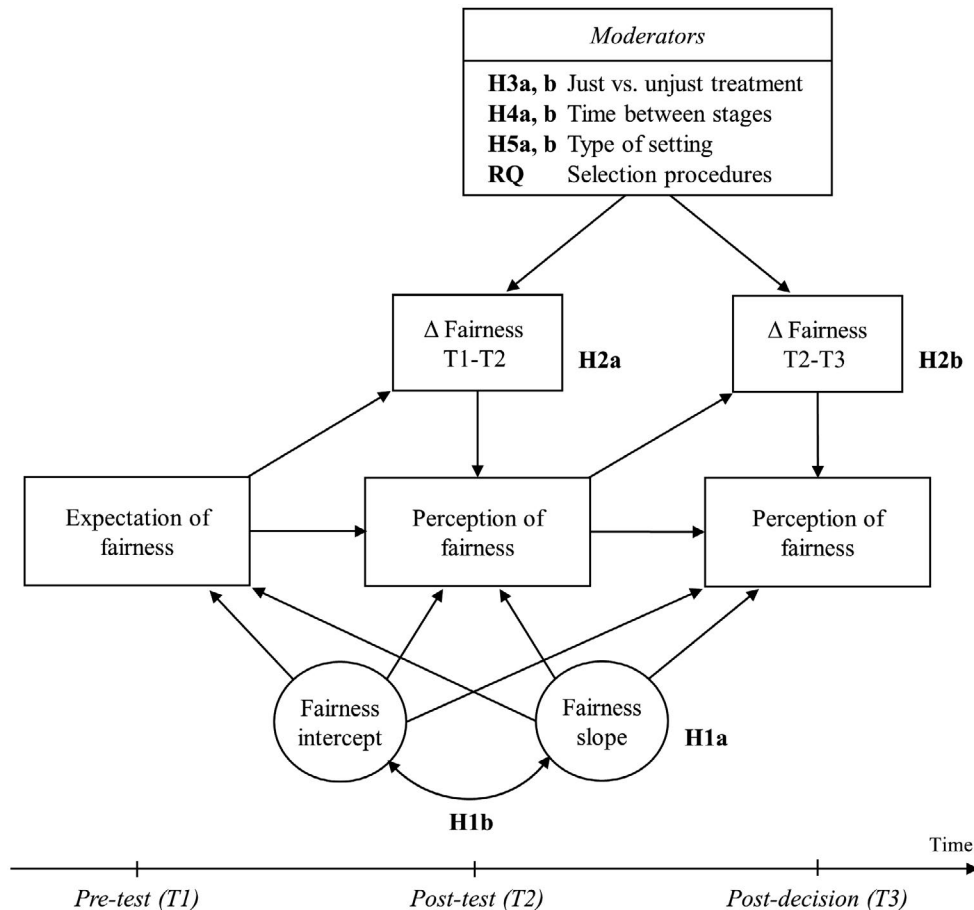 Moderators
H3a, b Just vs. unjust treatment
H4a, b Time between stages
H5a, b Type of setting
RQ Selection procedures
Δ Fairness
T1-T2
H2a
Δ Fairness
T2-T3
H2b
Expectation of
fairness
Perception of
fairness
Perception of
fairness
Fairness
intercept
Fairness
slope
H1a
H1b
Time
Pre-test (T1)
Post-test (T2)
Post-decision (T3)